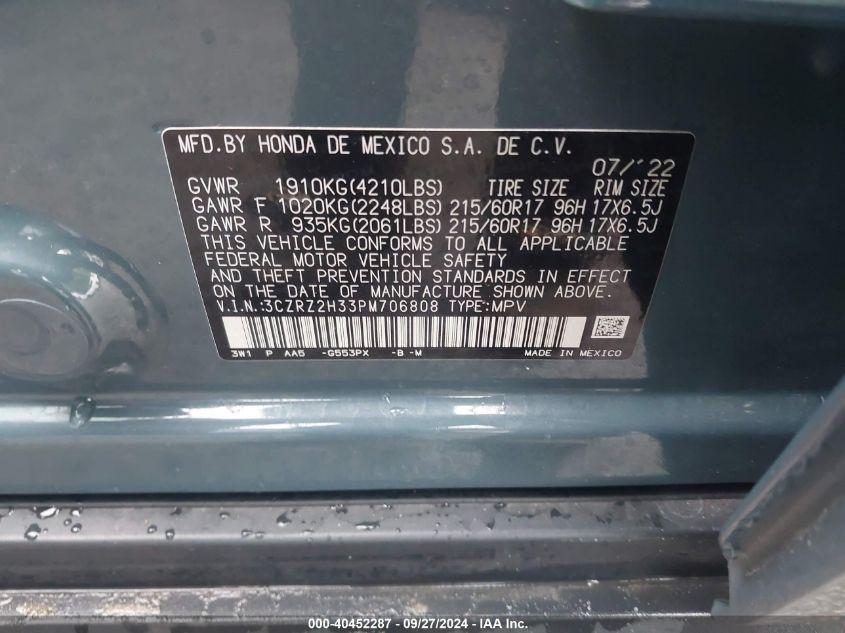 MFD.BY HONDA DE MEXICO S.A. DE C.V.
07/'22
GVWR 1910KG(4210LBS) TIRE SIZE RIM SIZE
GAWR F 1020KG(2248LBS) 215/60R17 96H 17X6.5J
GAWR R 935KG(2061LBS) 215/60R17 96H 17X6.5J
THIS VEHICLE CONFORMS TO ALL APPLICABLE
FEDERAL MOTOR VEHICLE SAFETY
AND THEFT PREVENTION STANDARDS IN EFFECT
ON THE DATE OF MANUFACTURE SHOWN ABOVE.
V.I.N.:3CZRZ2H33PM706808 TYPE:MPV
3W1 P AA5 -G553PX -B -M MADE IN MEXICO
000-40452287 - 09/27/2024 - IAA Inc.